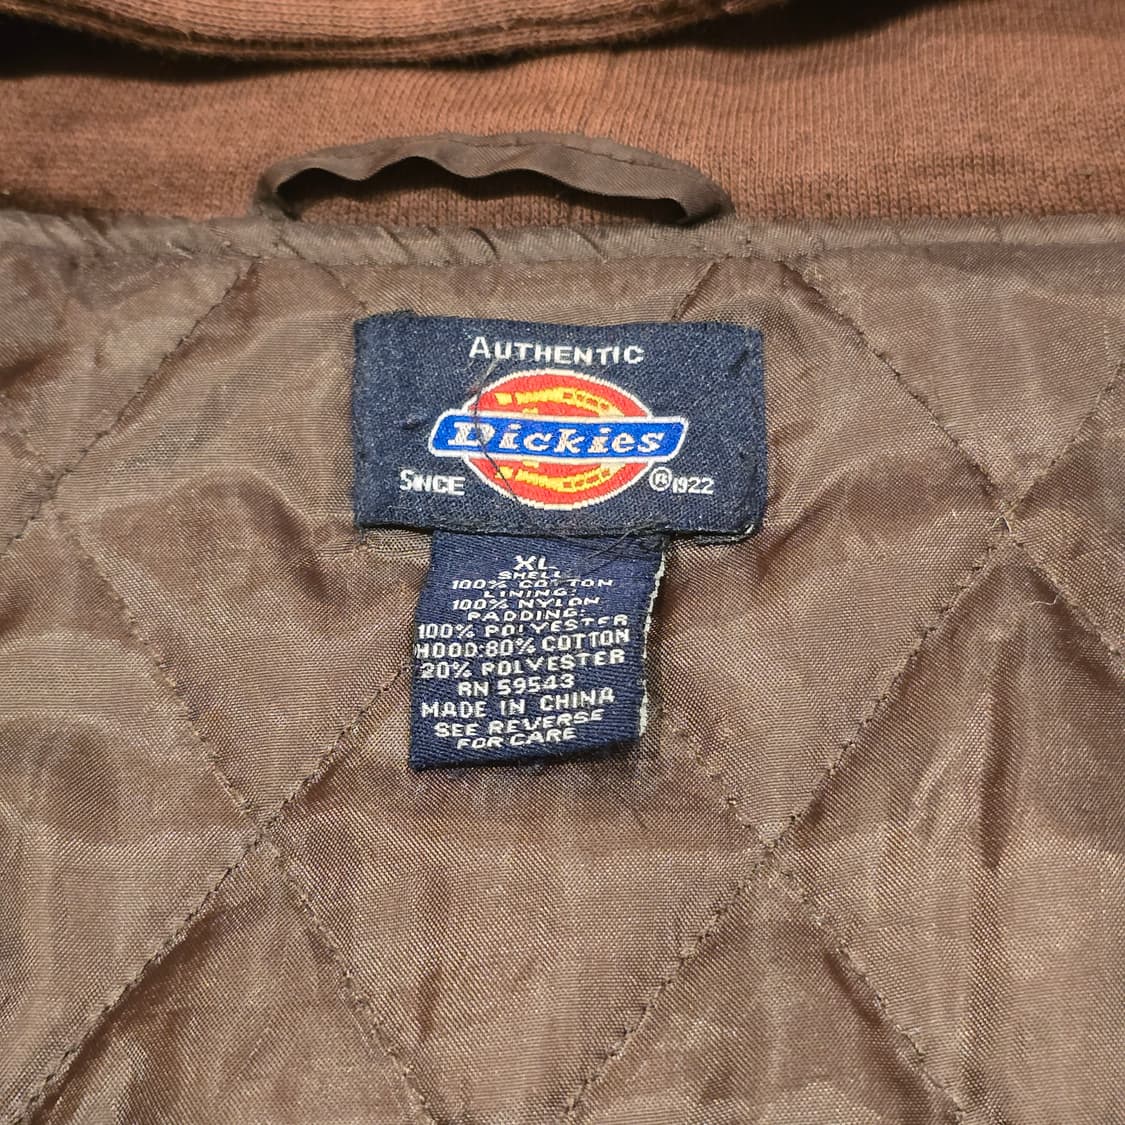 AUTHENTIC
Dickies
SINCE ® 1922
XL
SHELL:
100% COTTON
LINING:
100% NYLON
PADDING:
100% POLYESTER
HOOD:80% COTTON
20% POLYESTER
RN 59543
MADE IN CHINA
SEE REVERSE
FOR CARE